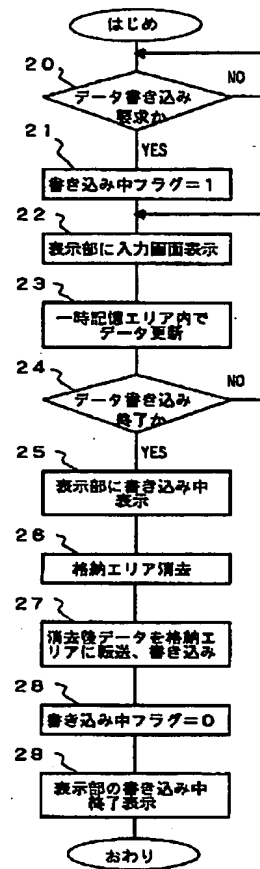 はじめ
20
データ書き込み
要求か
NO
21
YES
書き込み中フラグ=1
22
表示部に入力画面表示
23
一時記憶エリア内で
データ更新
24
データ書き込み
終了か
NO
25
YES
表示部に書き込み中
表示
26
格納エリア消去
27
消去後データを格納エ
リアに転送、書き込み
28
書き込み中フラグ=0
29
表示部の書き込み中
終了表示
おわり